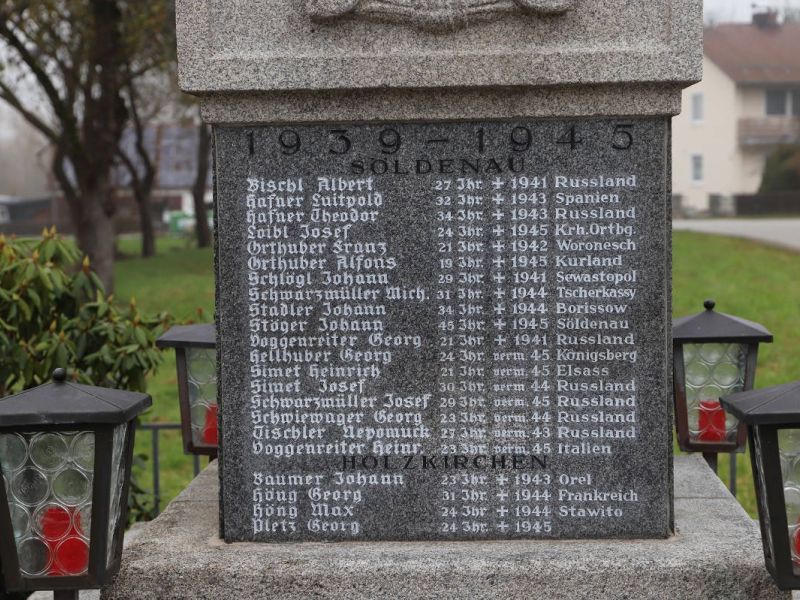 1939 – 1945
SÖLDENAU
Bischl Albert 27 Jhr. + 1941 Russland
Hafner Luitpold 32 Jhr. + 1943 Spanien
Hafner Theodor 34 Jhr. + 1943 Russland
Loibl Josef 24 Jhr. + 1945 Krh.Ortbg.
Orthuber Franz 21 Jhr. + 1942 Woronesch
Orthuber Alfons 19 Jhr. + 1945 Kurland
Schlögl Johann 29 Jhr. + 1941 Sewastopol
Schwarzmüller Mich. 31 Jhr. + 1944 Tscherkassy
Stadler Johann 34 Jhr. + 1944 Borissow
Stöger Johann 45 Jhr. + 1945 Söldenau
Voggenreiter Georg 21 Jhr. + 1941 Russland
Hellhuber Georg 24 Jhr. verm. 45 Königsberg
Simet Heinrich 21 Jhr. verm. 45 Elsass
Simet Josef 30 Jhr. verm. 44 Russland
Schwarzmüller Josef 29 Jhr. verm. 45 Russland
Schwiewager Georg 23 Jhr. verm. 44 Russland
Tischler Nepomuck 27 Jhr. verm. 43 Russland
Voggenreiter Heinr. 23 Jhr. verm. 45 Italien
HOLZKIRCHEN
Baumer Johann 23 Jhr. + 1943 Orel
Höng Georg 31 Jhr. + 1944 Frankreich
Höng Max 24 Jhr. + 1944 Stawito
Pletz Georg 24 Jhr. + 1945